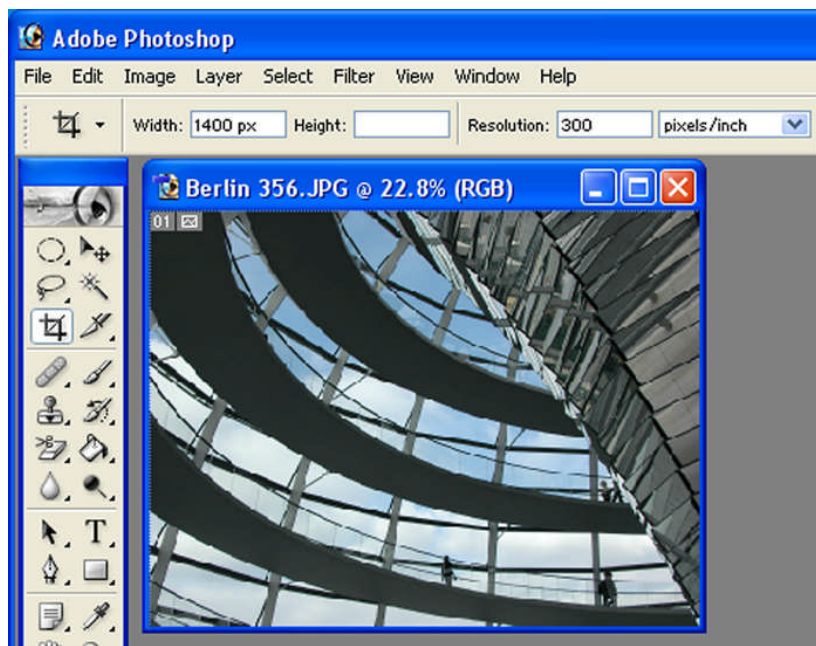 Adobe Photoshop
File Edit Image Layer Select Filter View Window Help
Width: 1400 px Height: Resolution: 300 pixels/inch
Berlin 356.JPG @ 22.8% (RGB)
01
T